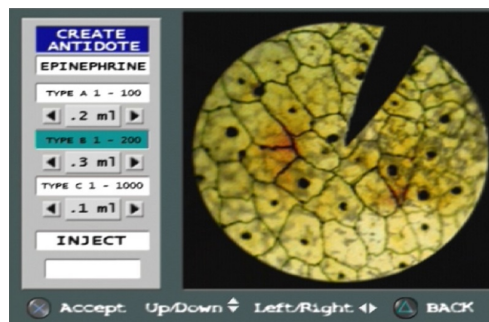 CREATE
ANTIDOTE
EPINEPHRINE
TYPE A 1 - 100
.2 ml
TYPE B 1 - 200
.3 ml
TYPE C 1 - 1000
.1 ml
INJECT
Accept Up/Down Left/Right BACK